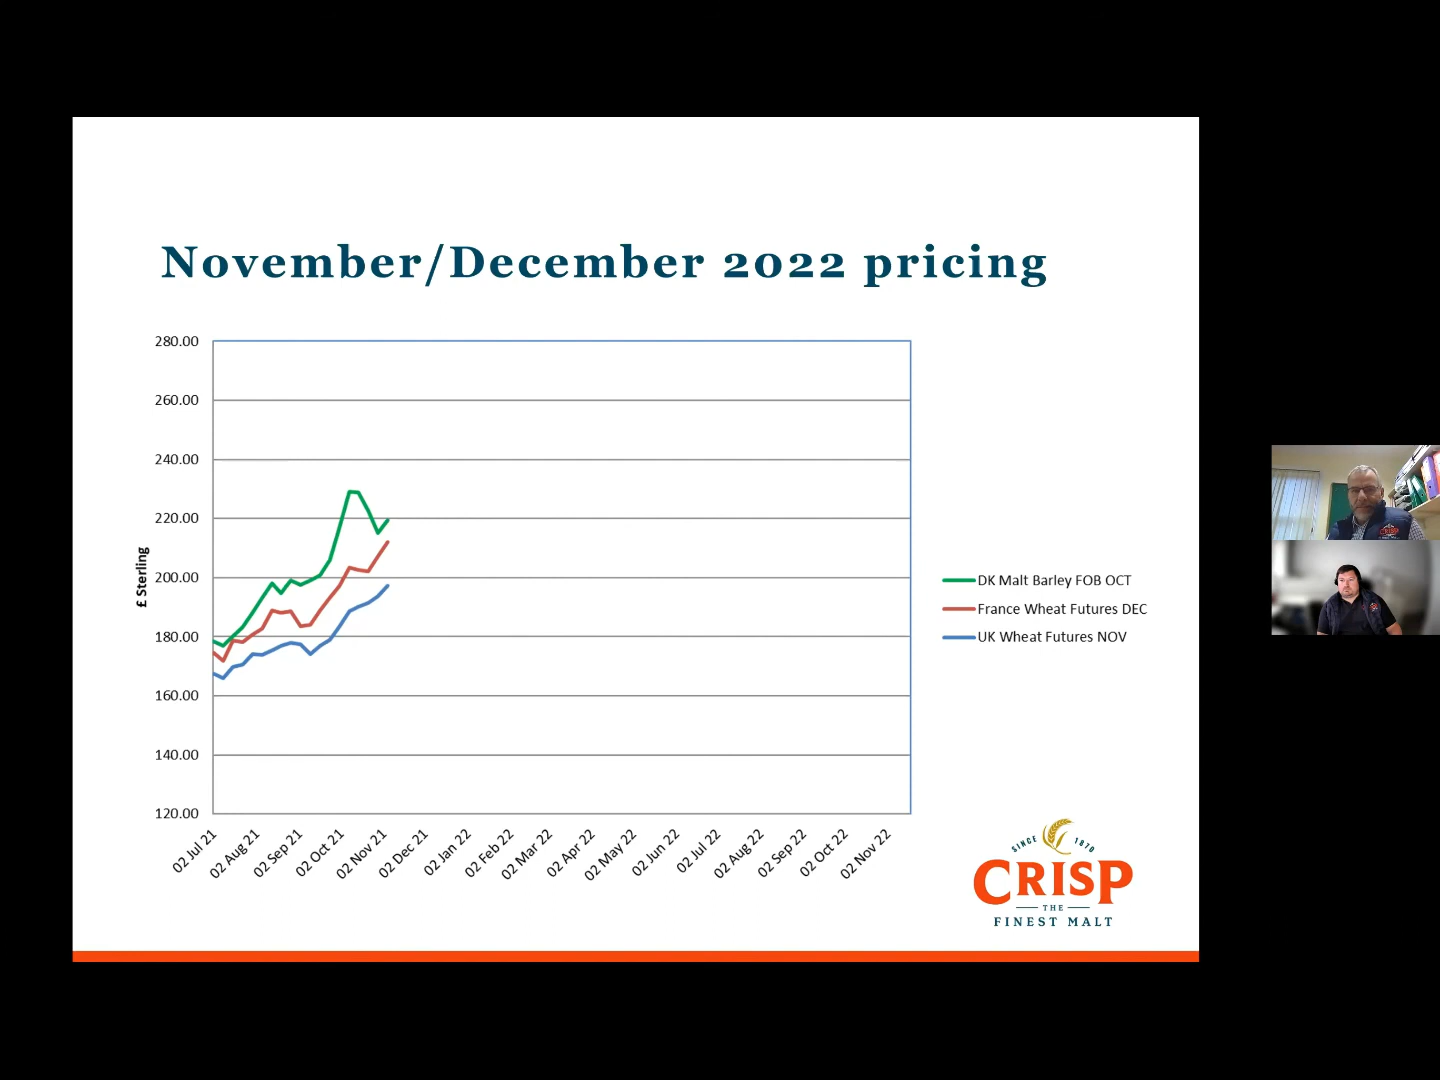 November/December 2022 pricing
280.00
260.00
240.00
220.00
200.00
180.00
160.00
140.00
120.00
£ Sterling
02 Jul 21
02 Aug 21
02 Sep 21
02 Oct 21
02 Nov 21
02 Dec 21
02 Jan 22
02 Feb 22
02 Mar 22
02 Apr 22
02 May 22
02 Jun 22
02 Jul 22
02 Aug 22
02 Sep 22
02 Oct 22
02 Nov 22
DK Malt Barley FOB OCT
France Wheat Futures DEC
UK Wheat Futures NOV
SINCE 1870
CRISP
THE
FINEST MALT
CRISP